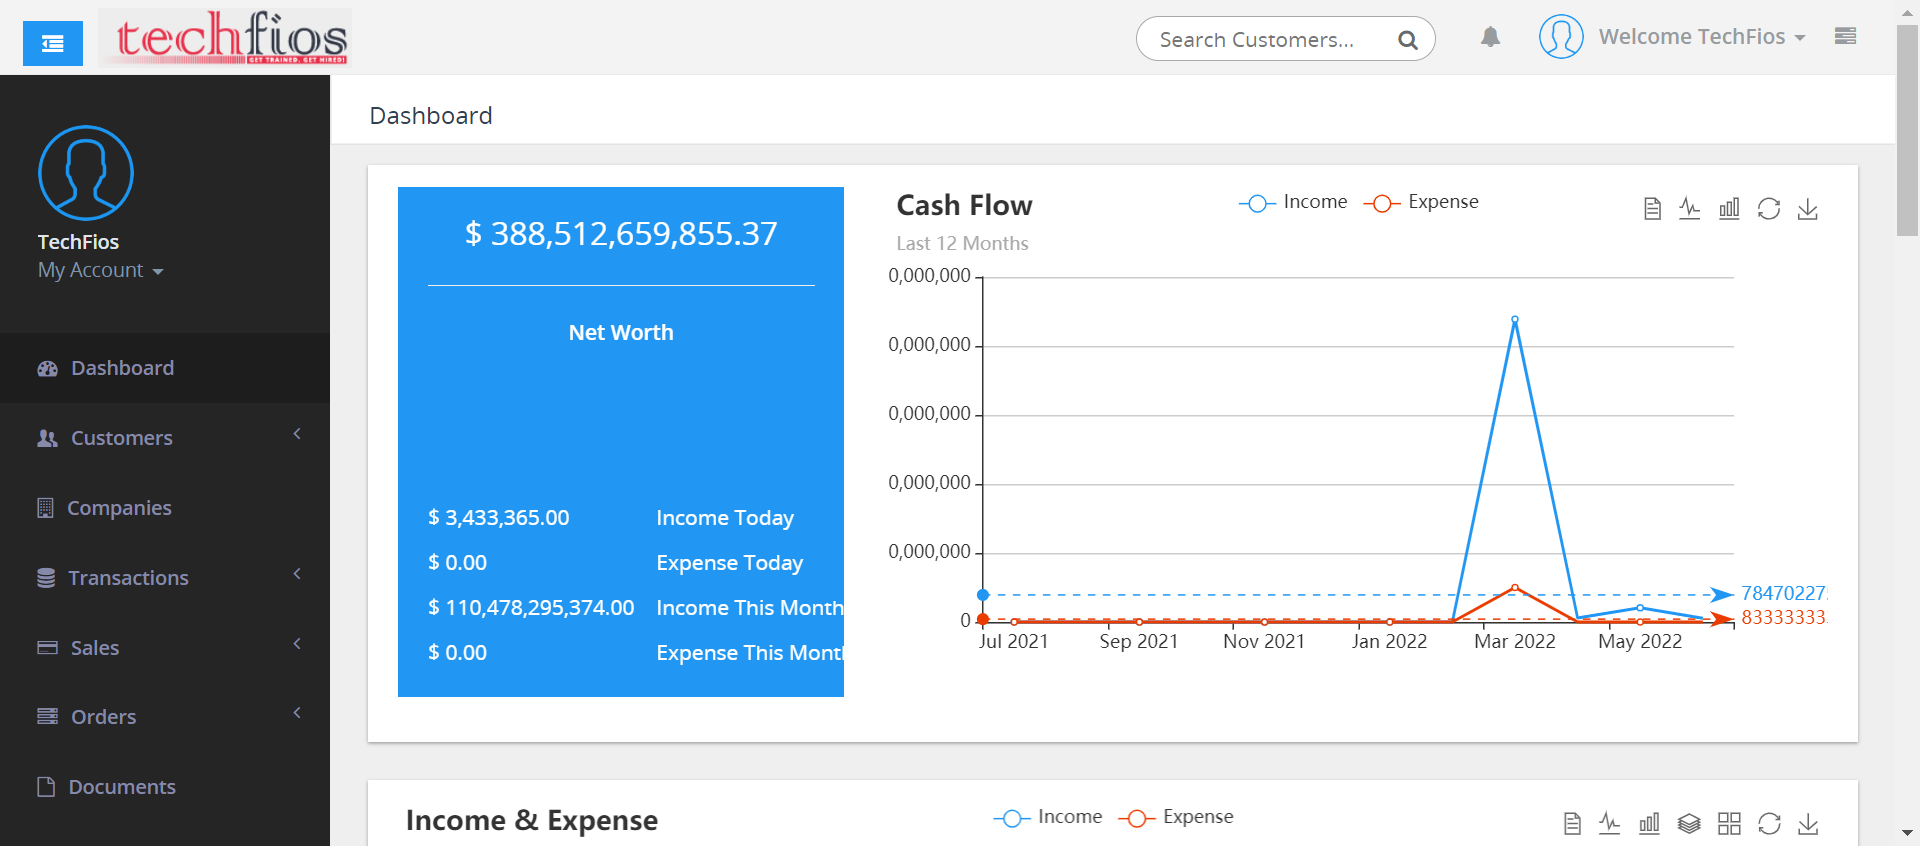 techfios
GET TRAINED. GET HIRED!
Search Customers...
Welcome TechFios
TechFios
My Account
Dashboard
Customers
Companies
Transactions
Sales
Orders
Documents
Dashboard
$ 388,512,659,855.37
Net Worth
$ 3,433,365.00 Income Today
$ 0.00 Expense Today
$ 110,478,295,374.00 Income This Month
$ 0.00 Expense This Mont
Cash Flow
Last 12 Months
Income Expense
0,000,000
0,000,000
0,000,000
0,000,000
0,000,000
0
78470227
83333333
Jul 2021 Sep 2021 Nov 2021 Jan 2022 Mar 2022 May 2022
Income & Expense
Income Expense